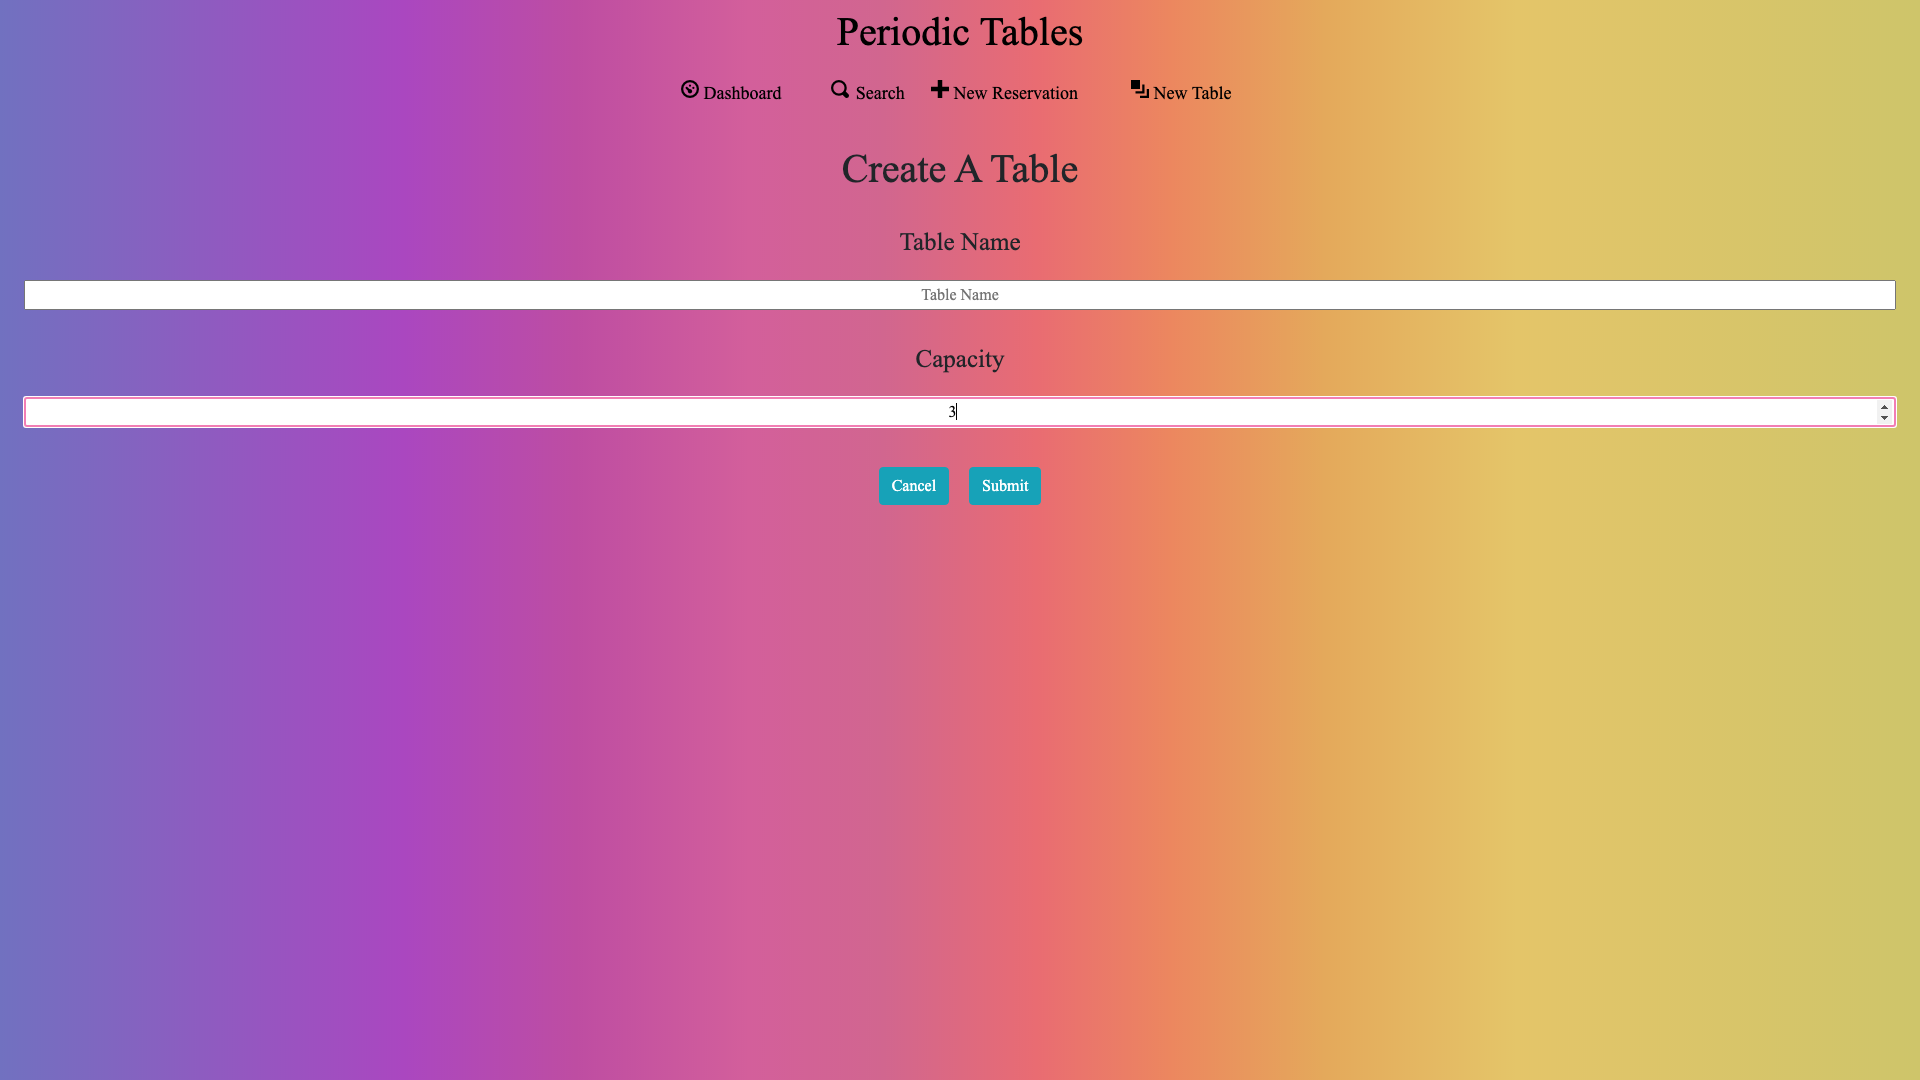 Periodic Tables
Dashboard Search New Reservation New Table
Create A Table
Table Name
Table Name
Capacity
3
Cancel Submit